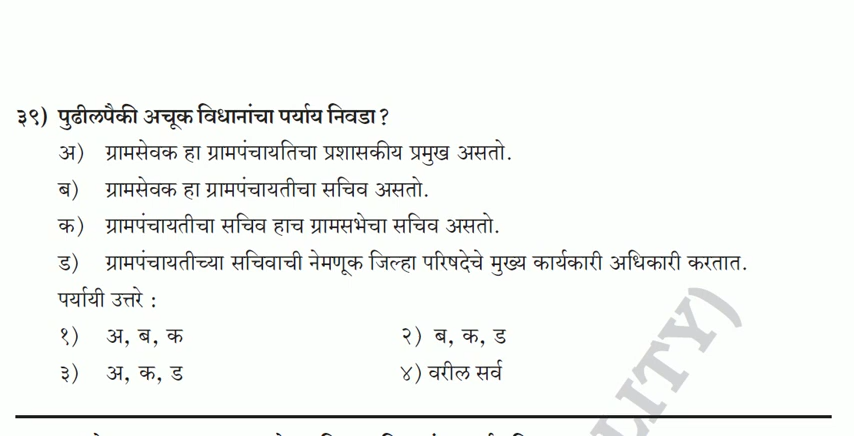 ३९) पुढीलपैकी अचूक विधानांचा पर्याय निवडा ?
अ) ग्रामसेवक हा ग्रामपंचायतिचा प्रशासकीय प्रमुख असतो.
ब) ग्रामसेवक हा ग्रामपंचायतीचा सचिव असतो.
क) ग्रामपंचायतीचा सचिव हाच ग्रामसभेचा सचिव असतो.
ड) ग्रामपंचायतीच्या सचिवाची नेमणूक जिल्हा परिषदेचे मुख्य कार्यकारी अधिकारी करतात.
पर्यायी उत्तरे :
१) अ, ब, क २) ब, क, ड
३) अ, क, ड ४) वरील सर्व
LITY)